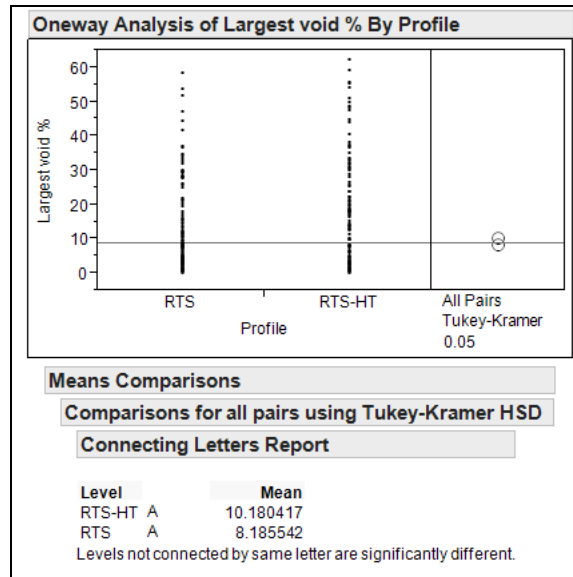 Oneway Analysis of Largest void % By Profile
Largest void %
60
50
40
30
20
10
0
RTS
RTS-HT
Profile
All Pairs
Tukey-Kramer
0.05
Means Comparisons
Comparisons for all pairs using Tukey-Kramer HSD
Connecting Letters Report
Level Mean
RTS-HT A 10.180417
RTS A 8.185542
Levels not connected by same letter are significantly different.